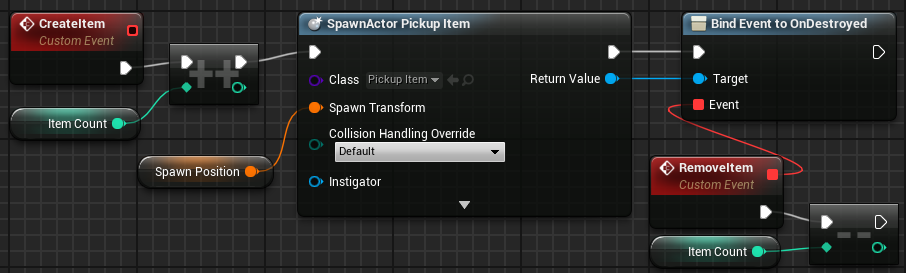 CreateItem
Custom Event
Item Count
++
Spawn Position
SpawnActor Pickup Item
Class Pickup Item
Return Value
Spawn Transform
Collision Handling Override
Default
Instigator
Bind Event to OnDestroyed
Target
Event
RemoveItem
Custom Event
Item Count
--